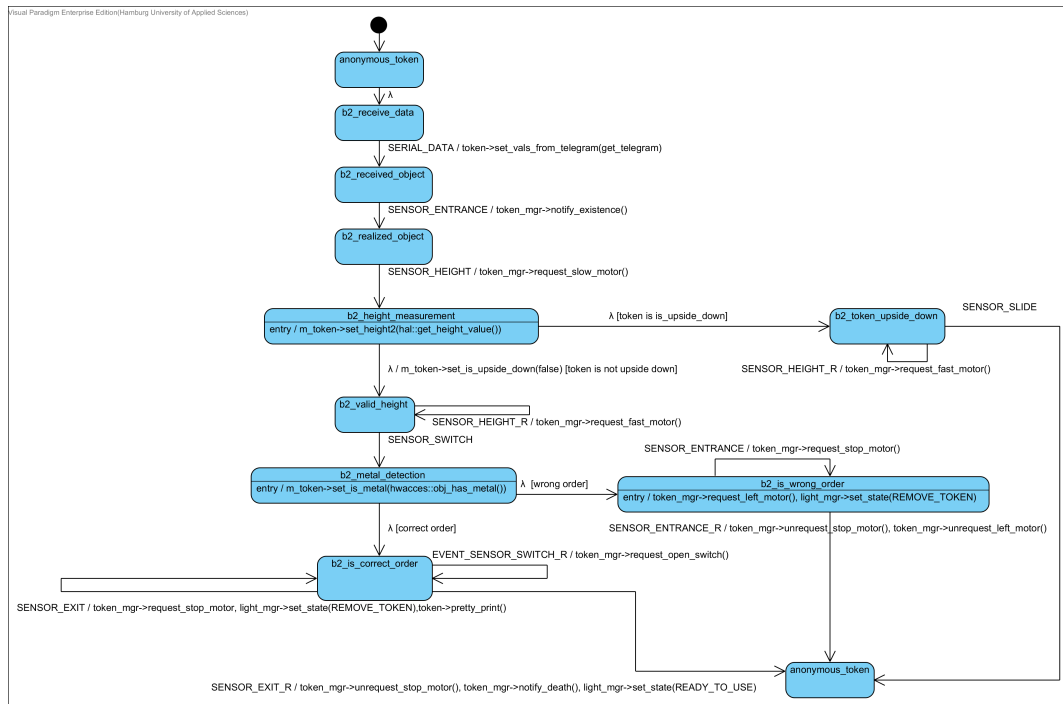 Visual Paradigm Enterprise Edition(Hamburg University of Applied Sciences)
anonymous_token
λ
b2_receive_data
SERIAL_DATA / token->set_vals_from_telegram(get_telegram)
b2_received_object
SENSOR_ENTRANCE / token_mgr->notify_existence()
b2_realized_object
SENSOR_HEIGHT / token_mgr->request_slow_motor()
b2_height_measurement
entry / m_token->set_height2(hal::get_height_value())
λ [token is is_upside_down]
b2_token_upside_down
SENSOR_SLIDE
SENSOR_HEIGHT_R / token_mgr->request_fast_motor()
λ / m_token->set_is_upside_down(false) [token is not upside down]
b2_valid_height
SENSOR_HEIGHT_R / token_mgr->request_fast_motor()
SENSOR_SWITCH
SENSOR_ENTRANCE / token_mgr->request_stop_motor()
b2_metal_detection
entry / m_token->set_is_metal(hwacces::obj_has_metal())
λ [wrong order]
b2_is_wrong_order
entry / token_mgr->request_left_motor(), light_mgr->set_state(REMOVE_TOKEN)
λ [correct order]
SENSOR_ENTRANCE_R / token_mgr->unrequest_stop_motor(), token_mgr->unrequest_left_motor()
EVENT_SENSOR_SWITCH_R / token_mgr->request_open_switch()
b2_is_correct_order
SENSOR_EXIT / token_mgr->request_stop_motor, light_mgr->set_state(REMOVE_TOKEN),token->pretty_print()
anonymous_token
SENSOR_EXIT_R / token_mgr->unrequest_stop_motor(), token_mgr->notify_death(), light_mgr->set_state(READY_TO_USE)